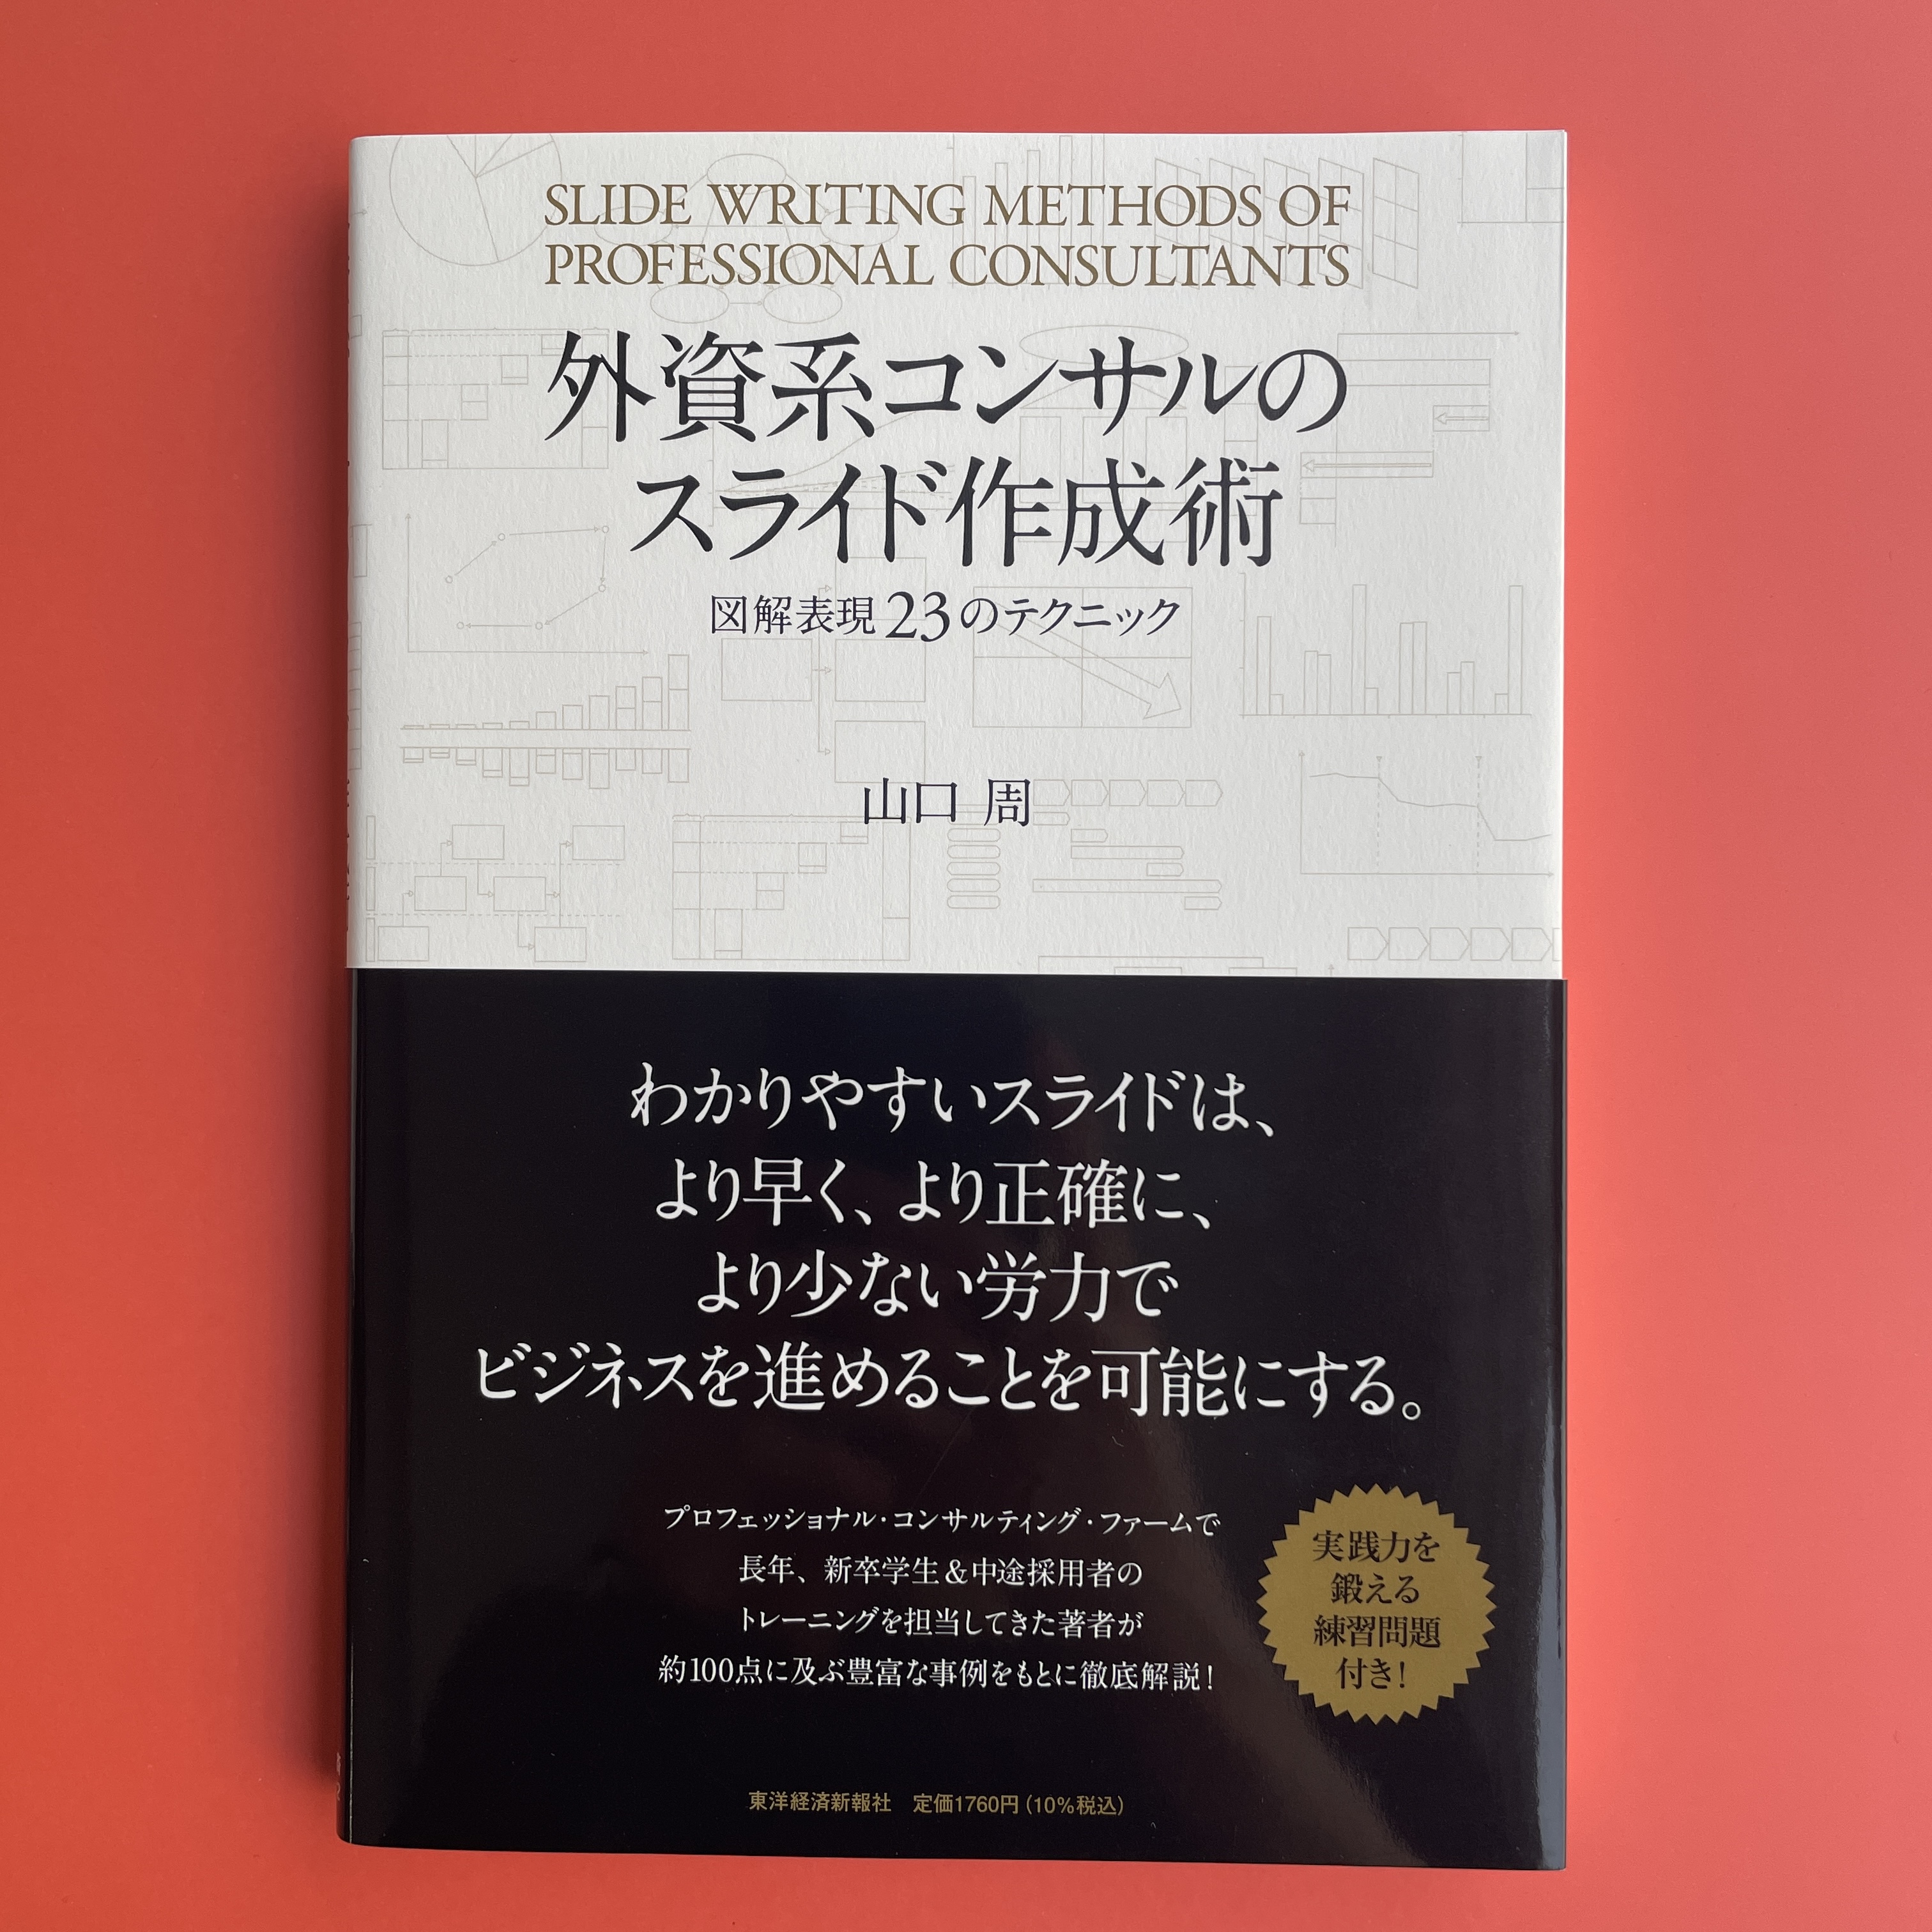 SLIDE WRITING METHODS OF
PROFESSIONAL CONSULTANTS
外資系コンサルの
スライド作成術
図解表現23のテクニック
山口 周
わかりやすいスライドは、
より早く、より正確に、
より少ない労力で
ビジネスを進めることを可能にする。
プロフェッショナル・コンサルティング・ファームで
長年、新卒学生&中途採用者の
トレーニングを担当してきた著者が
約100点に及ぶ豊富な事例をもとに徹底解説!
実践力を
鍛える
練習問題
付き!
東洋経済新報社 定価1760円(10%税込)